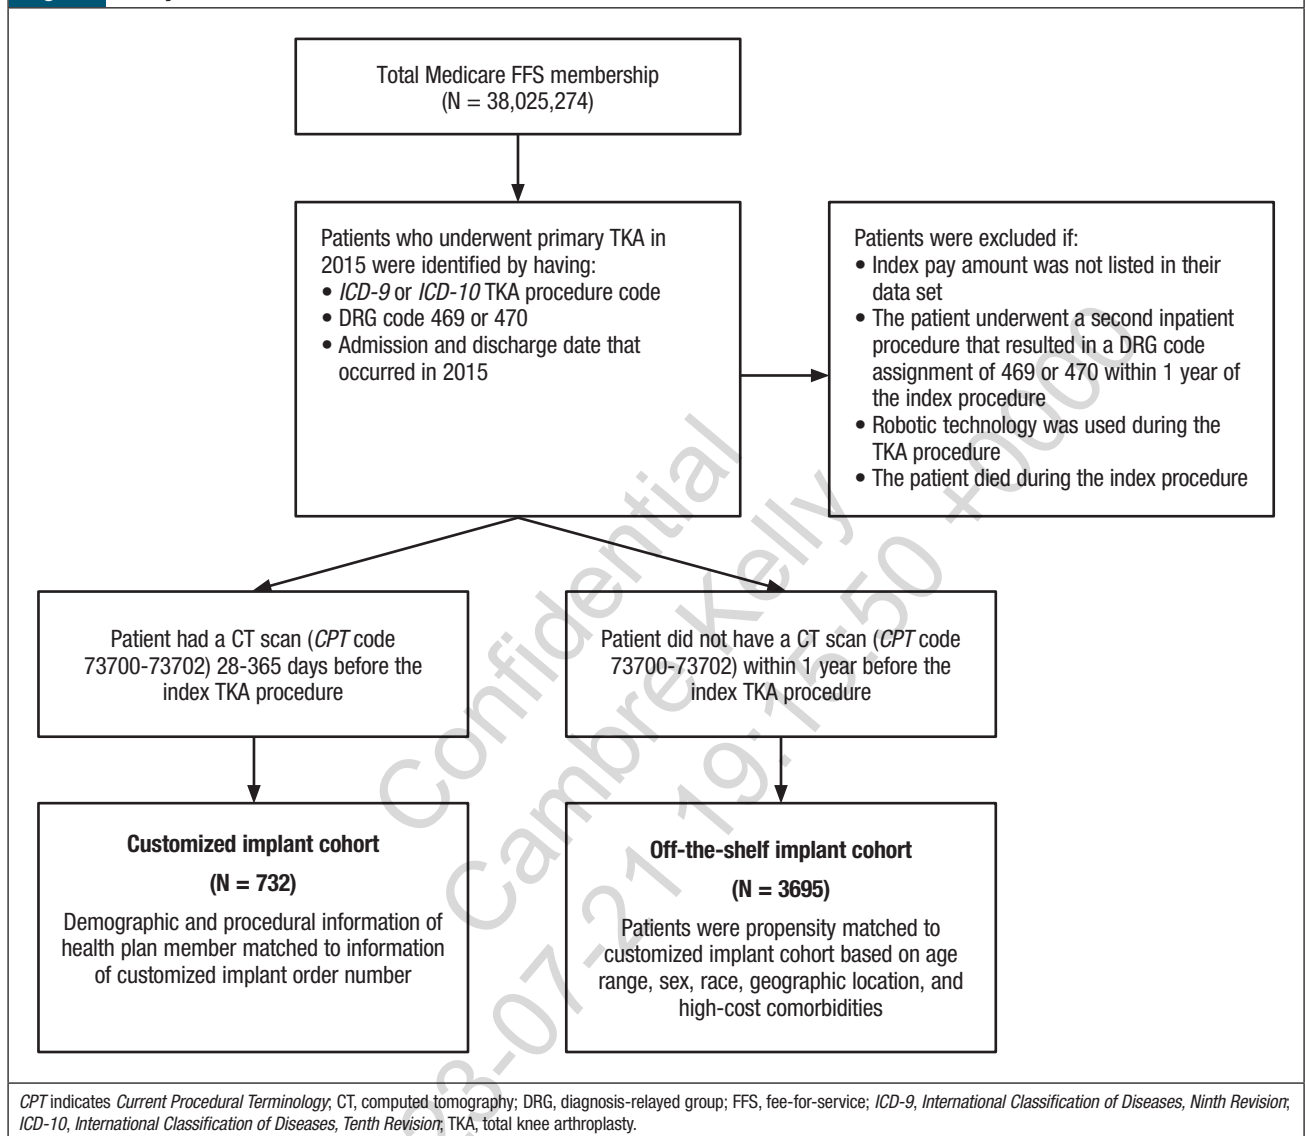 Total Medicare FFS membership
(N = 38,025,274)
Patients who underwent primary TKA in
2015 were identified by having:
• ICD-9 or ICD-10 TKA procedure code
• DRG code 469 or 470
• Admission and discharge date that
occurred in 2015
Patients were excluded if:
• Index pay amount was not listed in their
data set
• The patient underwent a second inpatient
procedure that resulted in a DRG code
assignment of 469 or 470 within 1 year of
the index procedure
• Robotic technology was used during the
TKA procedure
• The patient died during the index procedure
Patient had a CT scan (CPT code
73700-73702) 28-365 days before the
index TKA procedure
Patient did not have a CT scan (CPT code
73700-73702) within 1 year before the
index TKA procedure
Customized implant cohort
(N = 732)
Demographic and procedural information of
health plan member matched to information
of customized implant order number
Off-the-shelf implant cohort
(N = 3695)
Patients were propensity matched to
customized implant cohort based on age
range, sex, race, geographic location, and
high-cost comorbidities
CPT indicates Current Procedural Terminology; CT, computed tomography; DRG, diagnosis-relayed group; FFS, fee-for-service; ICD-9, International Classification of Diseases, Ninth Revision;
ICD-10, International Classification of Diseases, Tenth Revision; TKA, total knee arthroplasty.
Confidential
Cambre Kelly
23-07-21 19:15:50 +0000